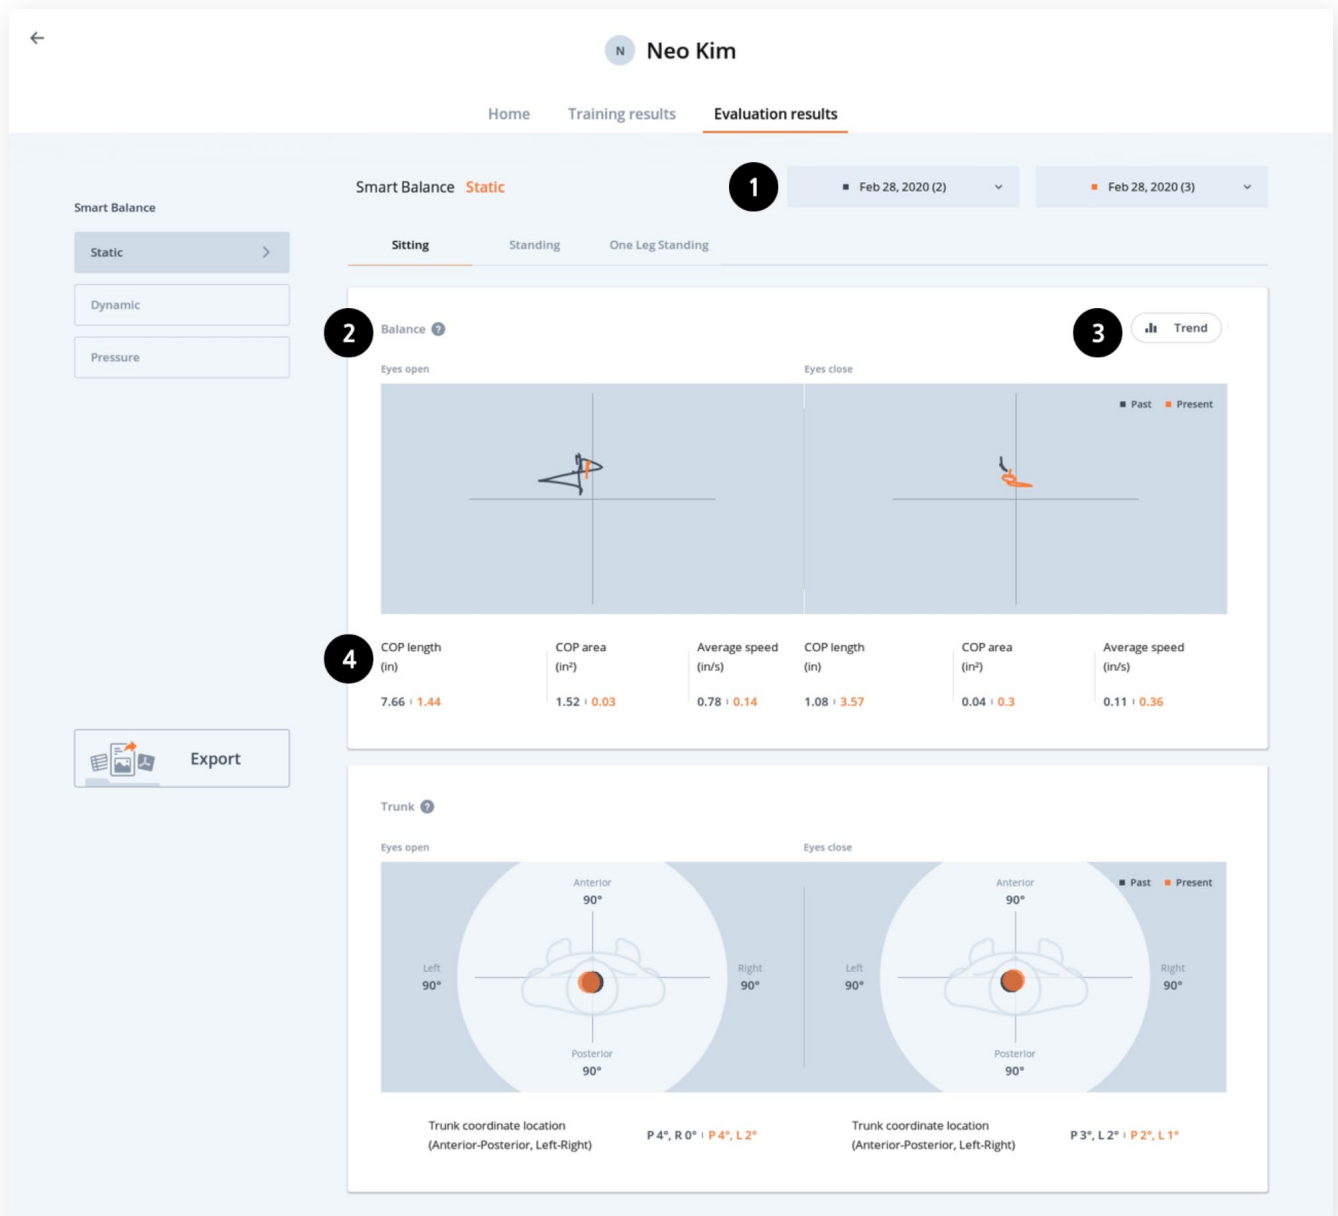 ←
N Neo Kim
Home Training results Evaluation results
Smart Balance
Static
Dynamic
Pressure
Export
Smart Balance Static
1
Feb 28, 2020 (2)
Feb 28, 2020 (3)
Sitting Standing One Leg Standing
2
Balance ?
3
Trend
Eyes open
Eyes close
Past Present
4
COP length
(in)
7.66 1.44
COP area
(in²)
1.52 0.03
Average speed
(in/s)
0.78 0.14
COP length
(in)
1.08 3.57
COP area
(in²)
0.04 0.3
Average speed
(in/s)
0.11 0.36
Trunk ?
Eyes open
Anterior
90°
Left
90°
Right
90°
Posterior
90°
Trunk coordinate location
(Anterior-Posterior, Left-Right)
P 4°, R 0° P 4°, L 2°
Eyes close
Past Present
Anterior
90°
Left
90°
Right
90°
Posterior
90°
Trunk coordinate location
(Anterior-Posterior, Left-Right)
P 3°, L 2° P 2°, L 1°